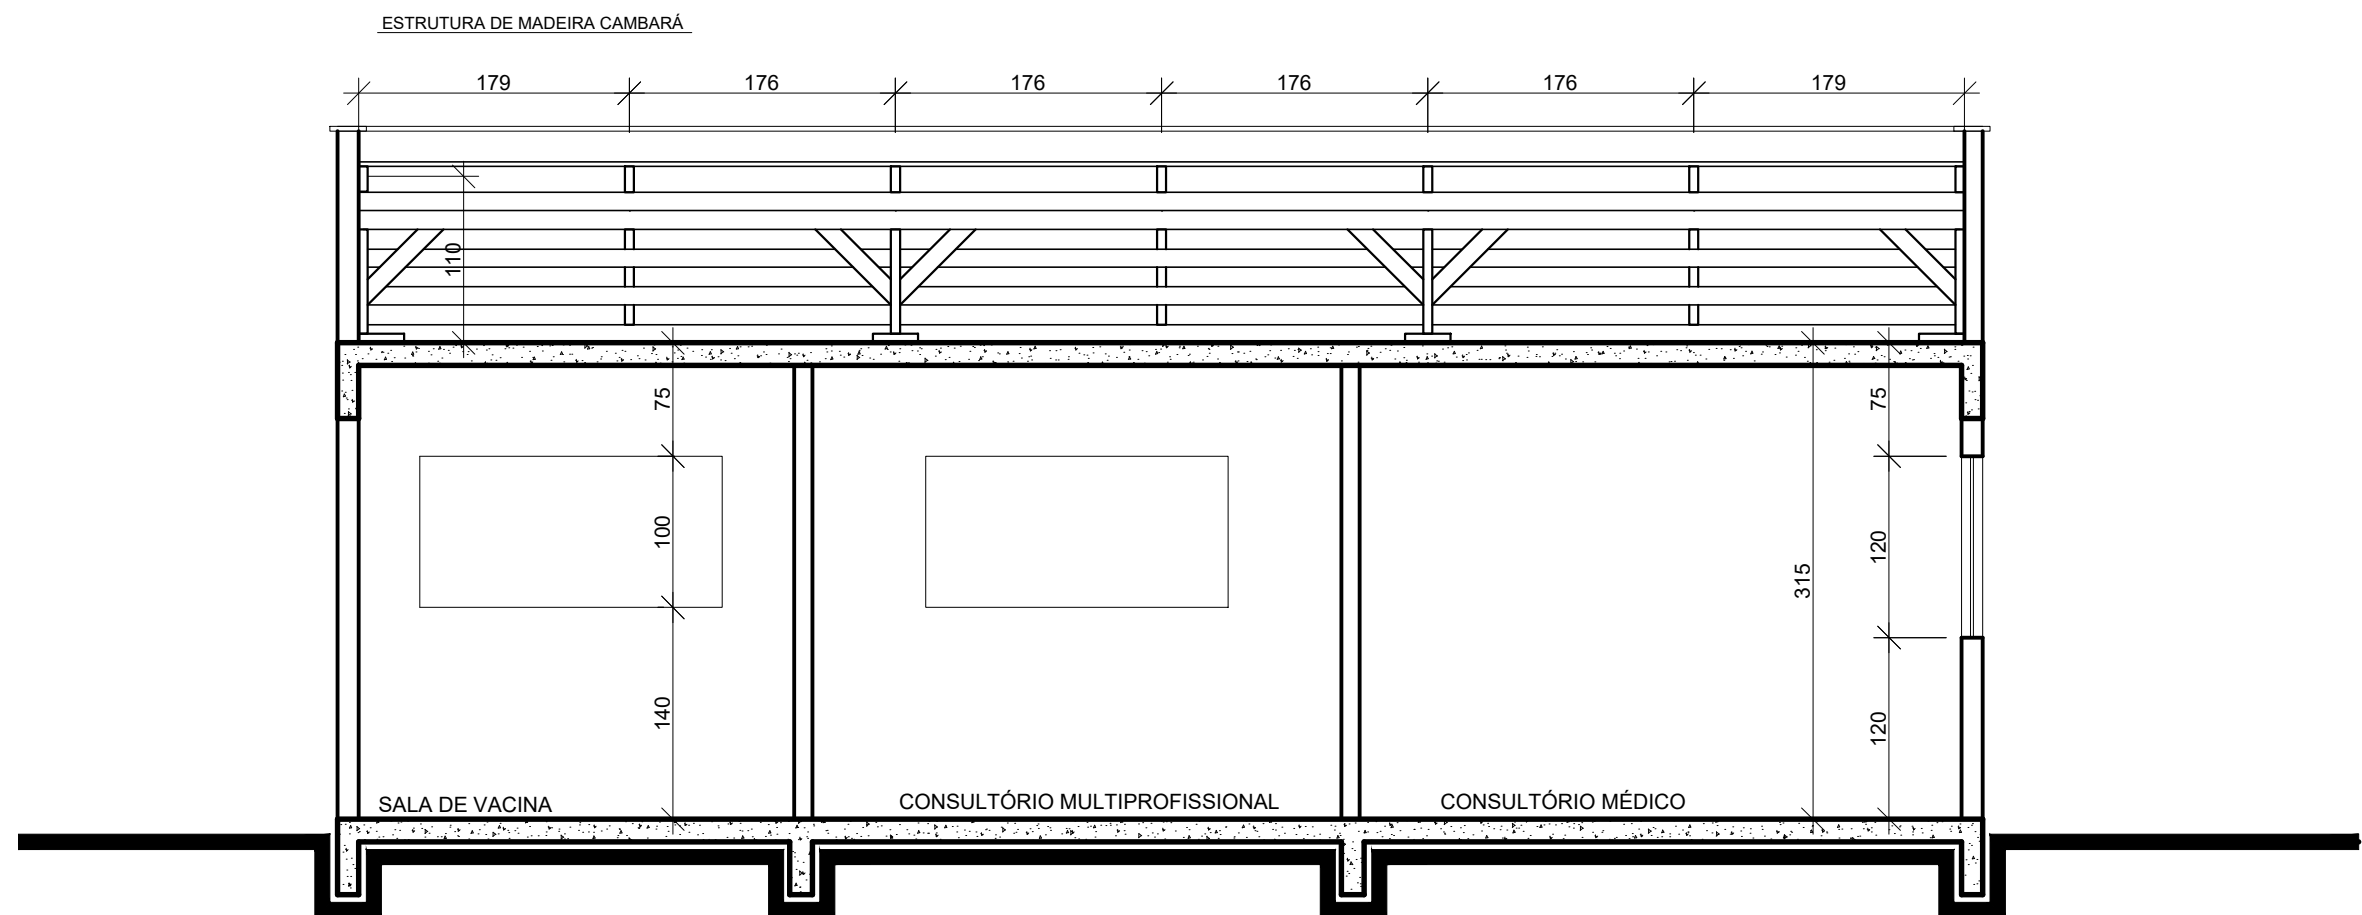 ESTRUTURA DE MADEIRA CAMBARÁ
179 176 176 176 176 179
110
75 75
100 120
315
140 120
SALA DE VACINA CONSULTÓRIO MULTIPROFISSIONAL CONSULTÓRIO MÉDICO